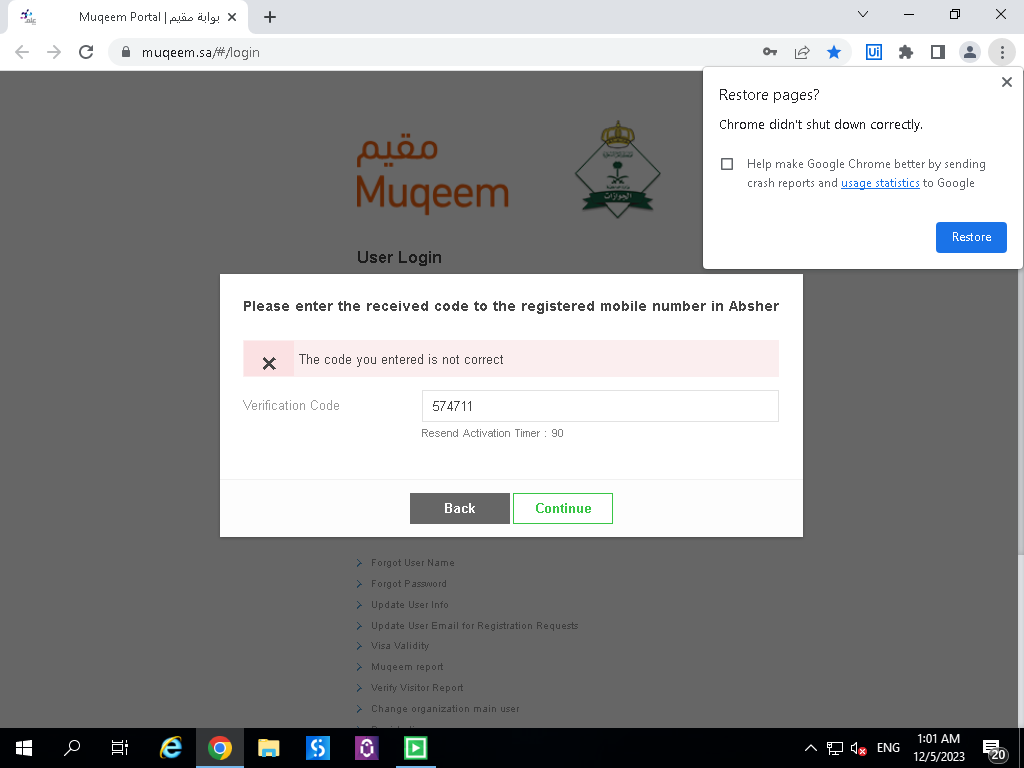 Muqeem Portal | بوابة مقيم
muqeem.sa/#/login
Ui
Restore pages?
Chrome didn't shut down correctly.
Help make Google Chrome better by sending
crash reports and usage statistics to Google
Restore
مقيم
Muqeem
الجوازات
User Login
Please enter the received code to the registered mobile number in Absher
The code you entered is not correct
Verification Code
574711
Resend Activation Timer : 90
Back
Continue
Forgot User Name
Forgot Password
Update User Info
Update User Email for Registration Requests
Visa Validity
Muqeem report
Verify Visitor Report
Change organization main user
ENG
1:01 AM
12/5/2023
20